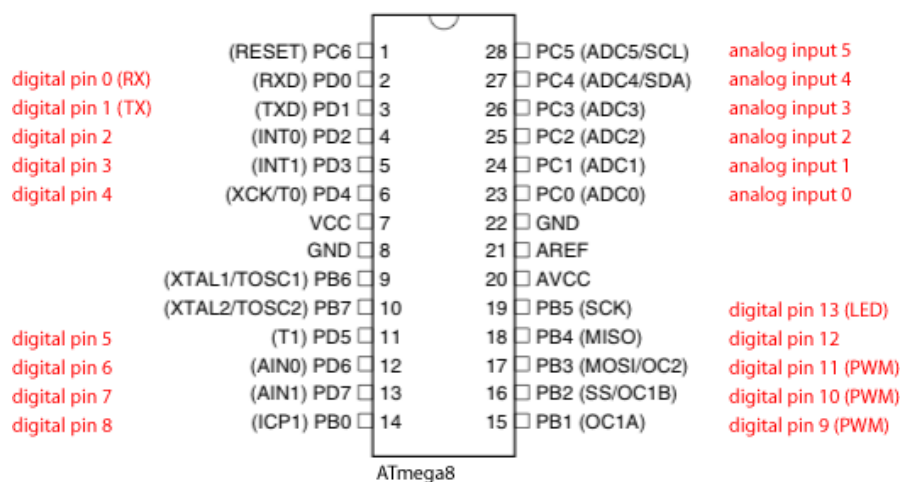 (RESET) PC6 1 28 PC5 (ADC5/SCL) analog input 5
digital pin 0 (RX) (RXD) PD0 2 27 PC4 (ADC4/SDA) analog input 4
digital pin 1 (TX) (TXD) PD1 3 26 PC3 (ADC3) analog input 3
digital pin 2 (INT0) PD2 4 25 PC2 (ADC2) analog input 2
digital pin 3 (INT1) PD3 5 24 PC1 (ADC1) analog input 1
digital pin 4 (XCK/T0) PD4 6 23 PC0 (ADC0) analog input 0
VCC 7 22 GND
GND 8 21 AREF
(XTAL1/TOSC1) PB6 9 20 AVCC
(XTAL2/TOSC2) PB7 10 19 PB5 (SCK) digital pin 13 (LED)
digital pin 5 (T1) PD5 11 18 PB4 (MISO) digital pin 12
digital pin 6 (AIN0) PD6 12 17 PB3 (MOSI/OC2) digital pin 11 (PWM)
digital pin 7 (AIN1) PD7 13 16 PB2 (SS/OC1B) digital pin 10 (PWM)
digital pin 8 (ICP1) PB0 14 15 PB1 (OC1A) digital pin 9 (PWM)
ATmega8